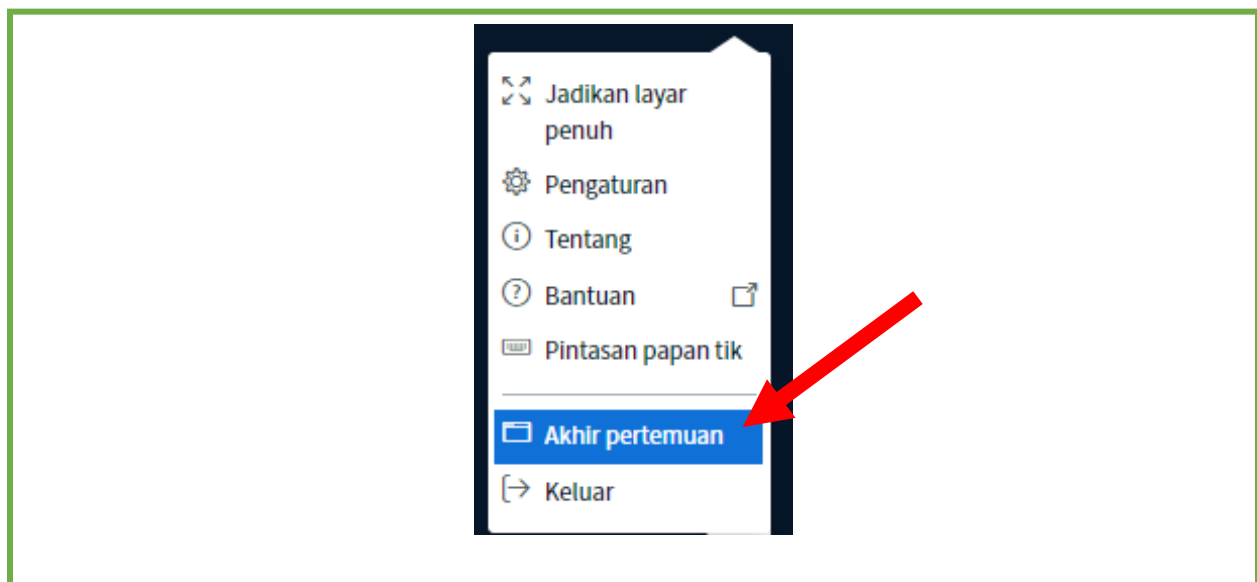 Jadikan layar
penuh
Pengaturan
Tentang
Bantuan
Pintasan papan tik
Akhir pertemuan
Keluar